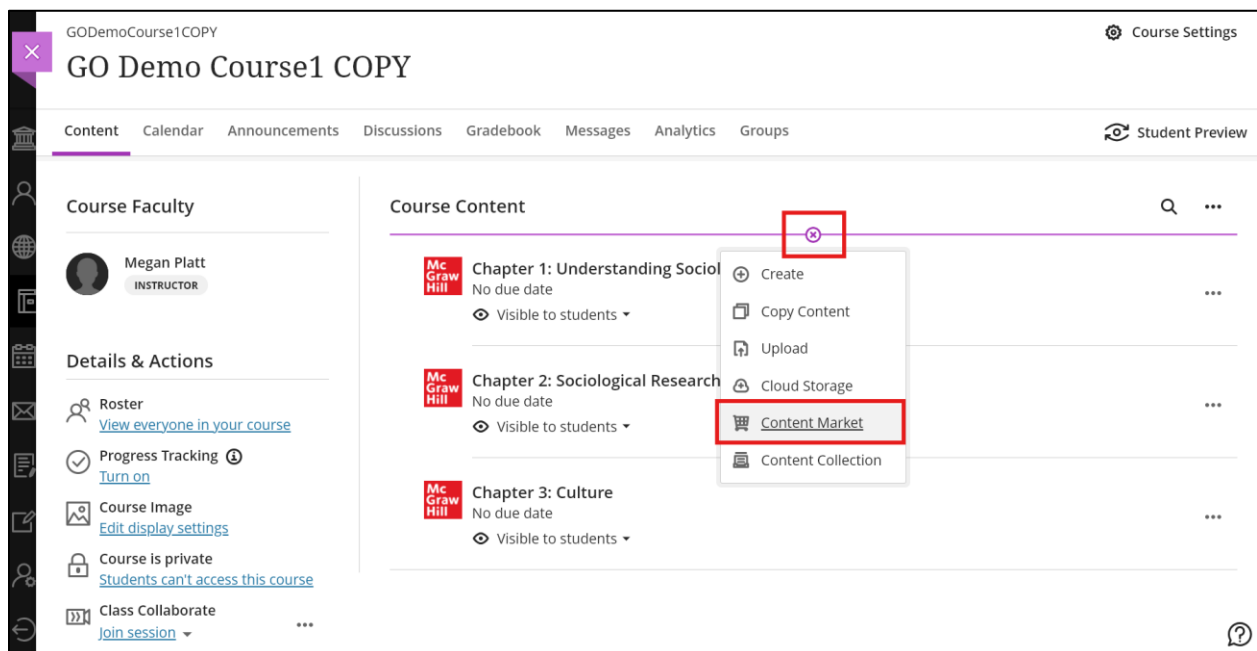 GODemoCourse1COPY
Course Settings
GO Demo Course1 COPY
Content Calendar Announcements Discussions Gradebook Messages Analytics Groups
Student Preview
Course Faculty
Megan Platt
INSTRUCTOR
Details & Actions
Roster
View everyone in your course
Progress Tracking
Turn on
Course Image
Edit display settings
Course is private
Students can't access this course
Class Collaborate
Join session
Course Content
Mc
Graw
Hill
Chapter 1: Understanding Sociol
No due date
Visible to students
Mc
Graw
Hill
Chapter 2: Sociological Research
No due date
Visible to students
Mc
Graw
Hill
Chapter 3: Culture
No due date
Visible to students
Create
Copy Content
Upload
Cloud Storage
Content Market
Content Collection